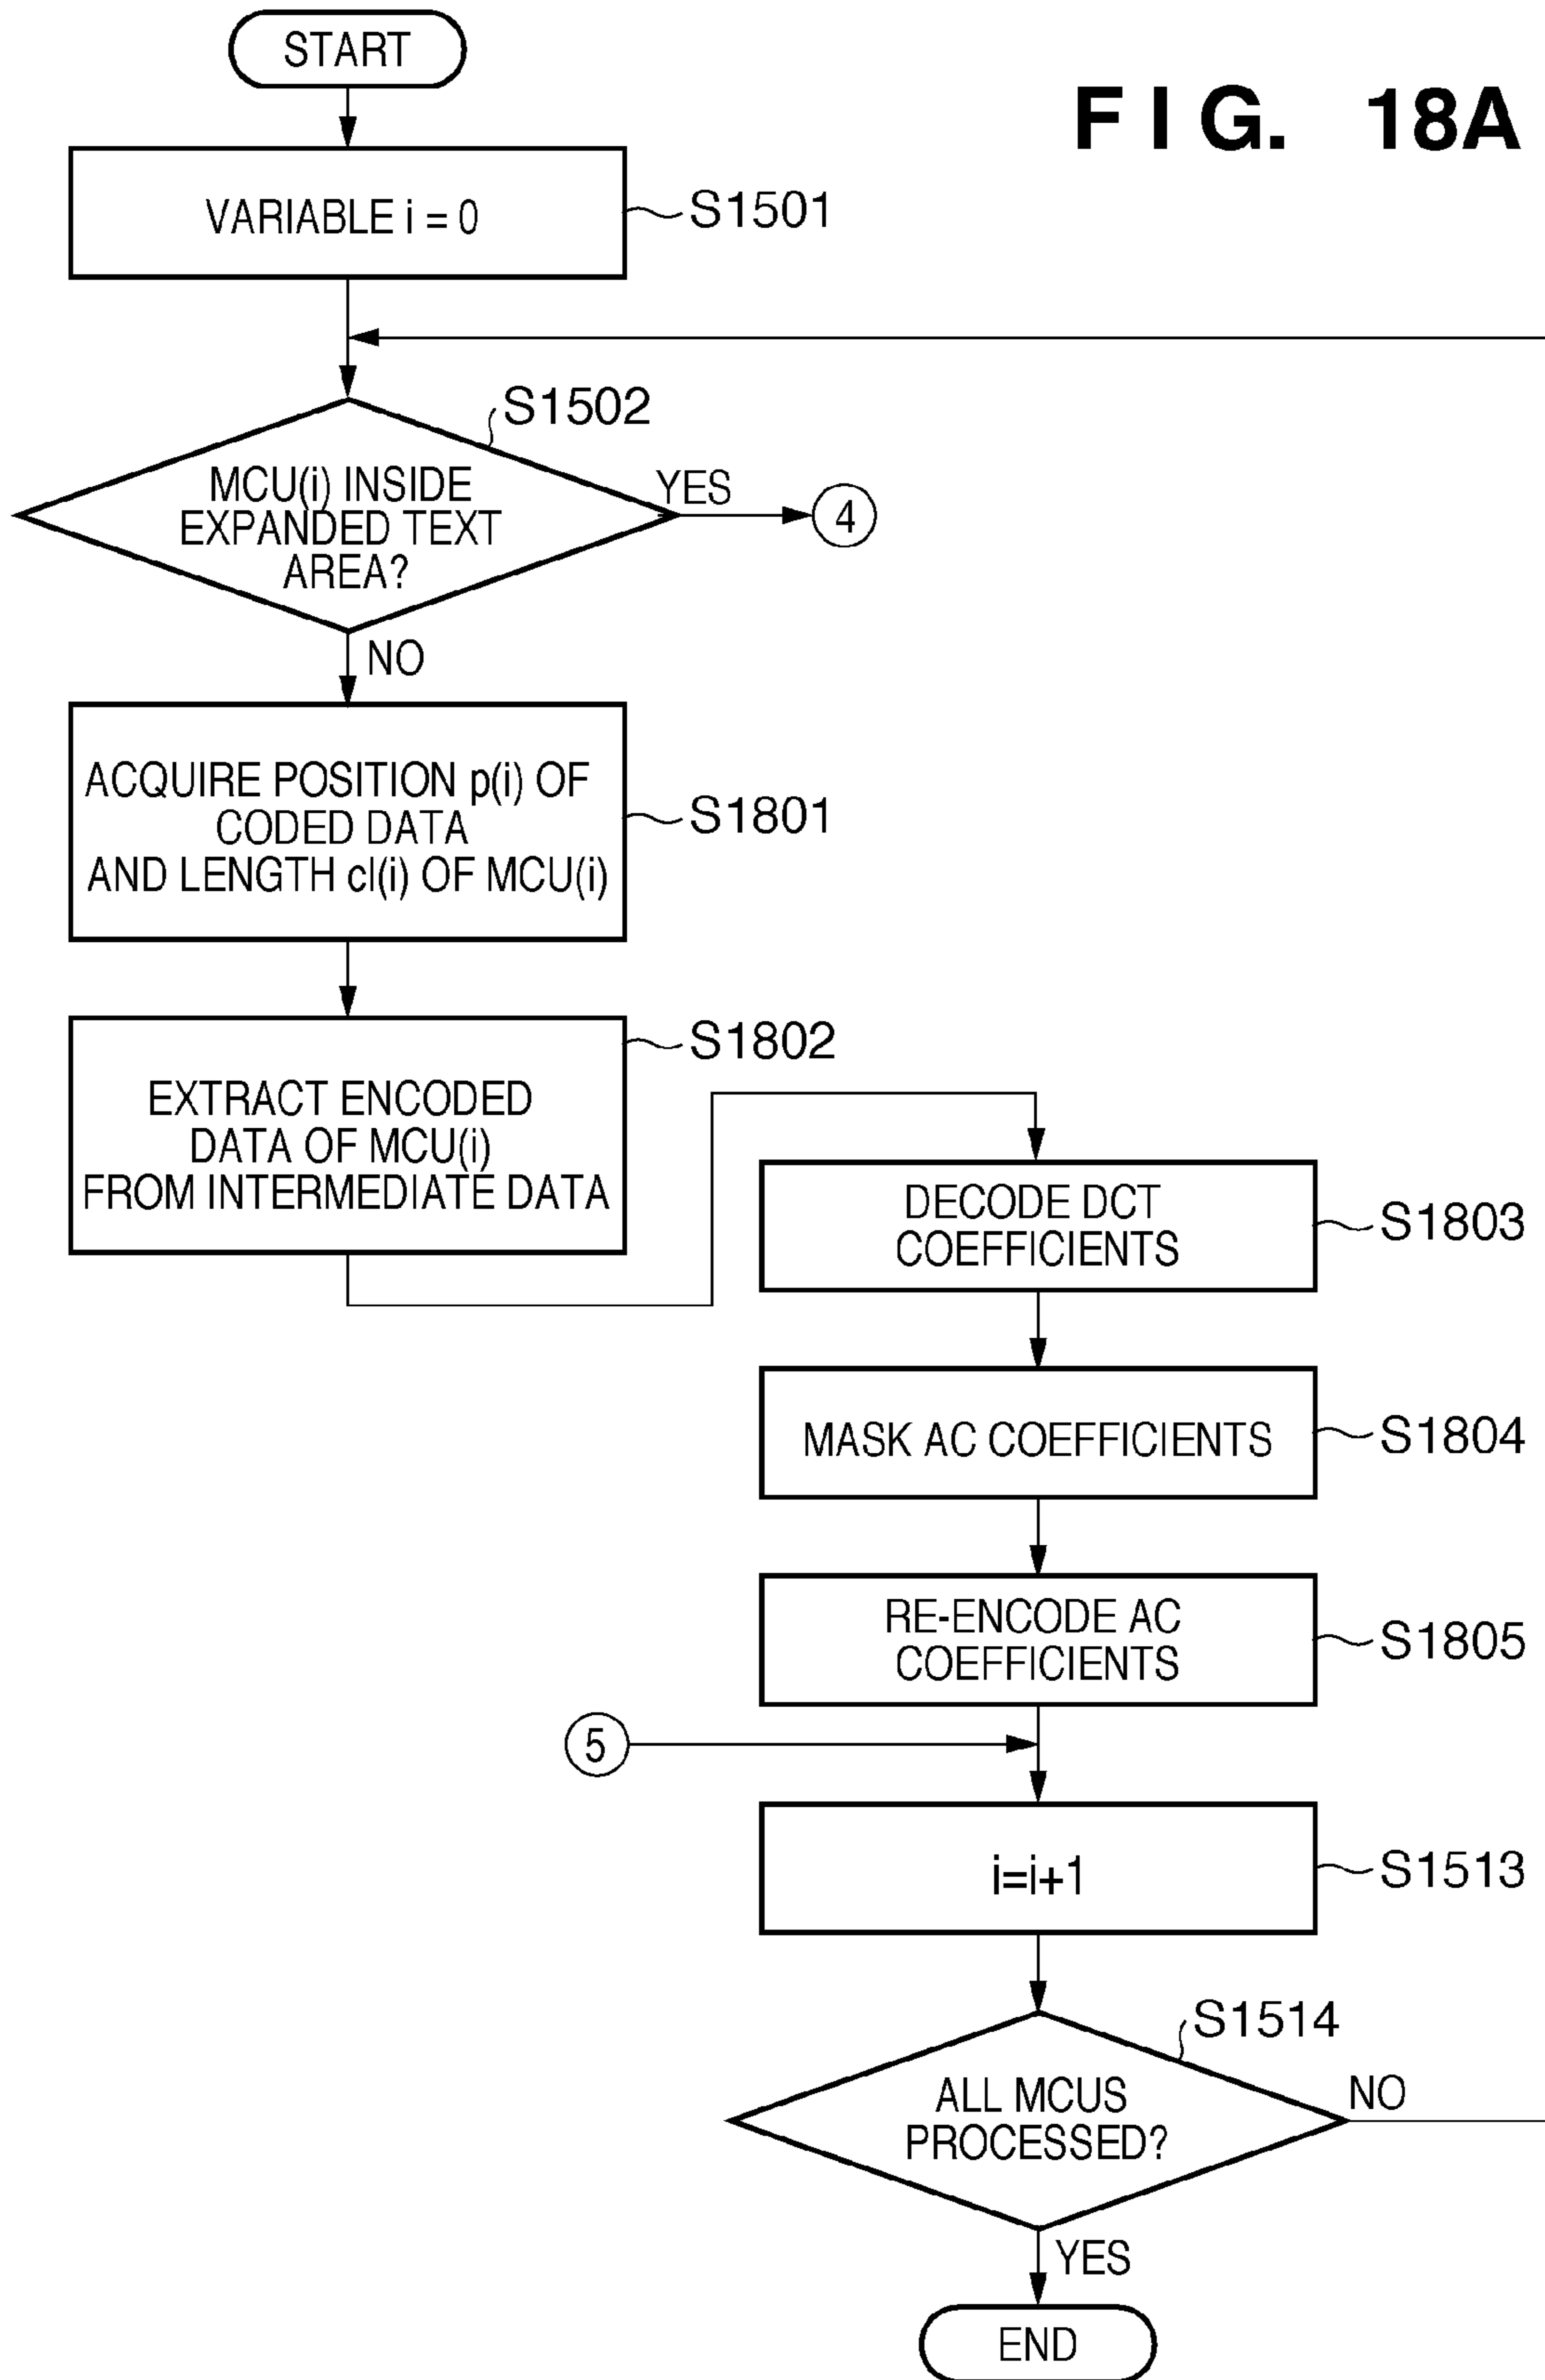 START
FIG. 18A
VARIABLE i = 0
S1501
S1502
MCU(i) INSIDE
EXPANDED TEXT
AREA?
YES
4
NO
ACQUIRE POSITION p(i) OF
CODED DATA
AND LENGTH cl(i) OF MCU(i)
S1801
S1802
EXTRACT ENCODED
DATA OF MCU(i)
FROM INTERMEDIATE DATA
DECODE DCT
COEFFICIENTS
S1803
MASK AC COEFFICIENTS
S1804
RE-ENCODE AC
COEFFICIENTS
S1805
5
i=i+1
S1513
S1514
ALL MCUS
PROCESSED?
NO
YES
END